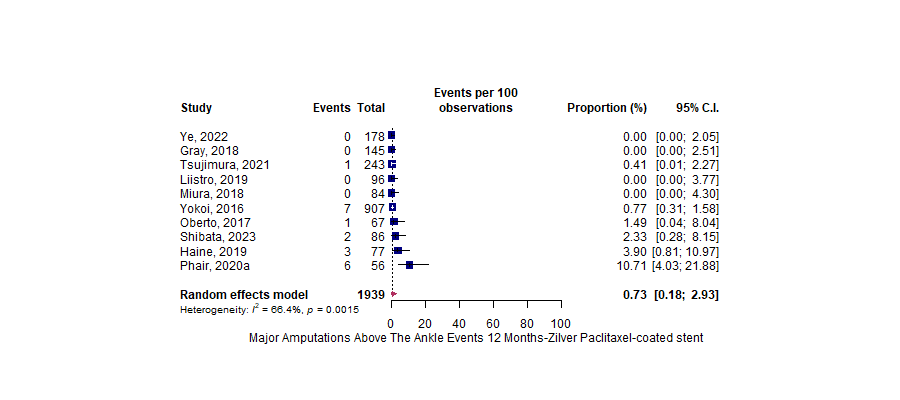 Events per 100
observations
Study Events Total Proportion (%) 95% C.I.
Ye, 2022 0 178 0.00 [0.00; 2.05]
Gray, 2018 0 145 0.00 [0.00; 2.51]
Tsujimura, 2021 1 243 0.41 [0.01; 2.27]
Liistro, 2019 0 96 0.00 [0.00; 3.77]
Miura, 2018 0 84 0.00 [0.00; 4.30]
Yokoi, 2016 7 907 0.77 [0.31; 1.58]
Oberto, 2017 1 67 1.49 [0.04; 8.04]
Shibata, 2023 2 86 2.33 [0.28; 8.15]
Haine, 2019 3 77 3.90 [0.81; 10.97]
Phair, 2020a 6 56 10.71 [4.03; 21.88]
Random effects model 1939 0.73 [0.18; 2.93]
Heterogeneity: I² = 66.4%, p = 0.0015
0 20 40 60 80 100
Major Amputations Above The Ankle Events 12 Months-Zilver Paclitaxel-coated stent